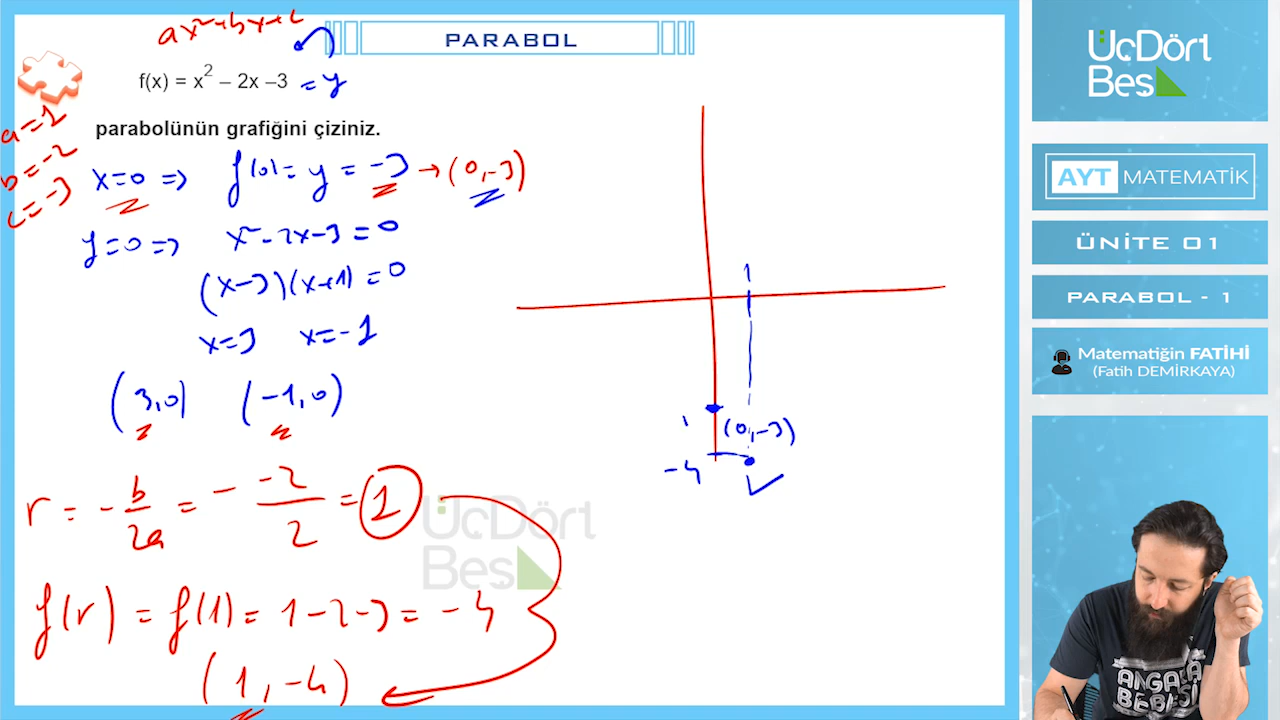 ax²+bx+c
PARABOL
f(x) = x² – 2x –3 = y
parabolünün grafiğini çiziniz.
a=1
b=-2
c=-3
x=0 ⇒ f(0) = y = -3 → (0,-3)
y=0 ⇒ x²-2x-3=0
(x-3)(x+1)=0
x=3 x=-1
(3,0) (-1,0)
r = -b/2a = - -2/2 = 1
f(r) = f(1) = 1-2-3 = -4
(1,-4)
1
(0,-3)
-4
ÜçDört
Beş
ÜçDört
Beş
AYT MATEMATİK
ÜNİTE 01
PARABOL - 1
Matematiğin FATİHİ
(Fatih DEMİRKAYA)